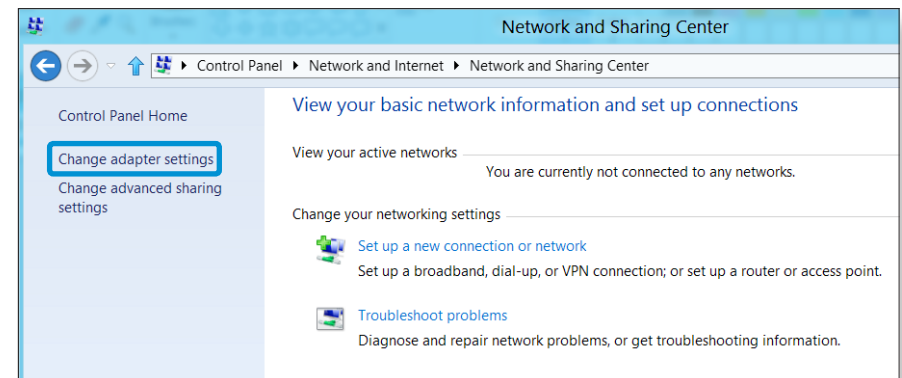 Network and Sharing Center
Control Panel Network and Internet Network and Sharing Center
Control Panel Home
Change adapter settings
Change advanced sharing
settings
View your basic network information and set up connections
View your active networks
You are currently not connected to any networks.
Change your networking settings
Set up a new connection or network
Set up a broadband, dial-up, or VPN connection; or set up a router or access point.
Troubleshoot problems
Diagnose and repair network problems, or get troubleshooting information.